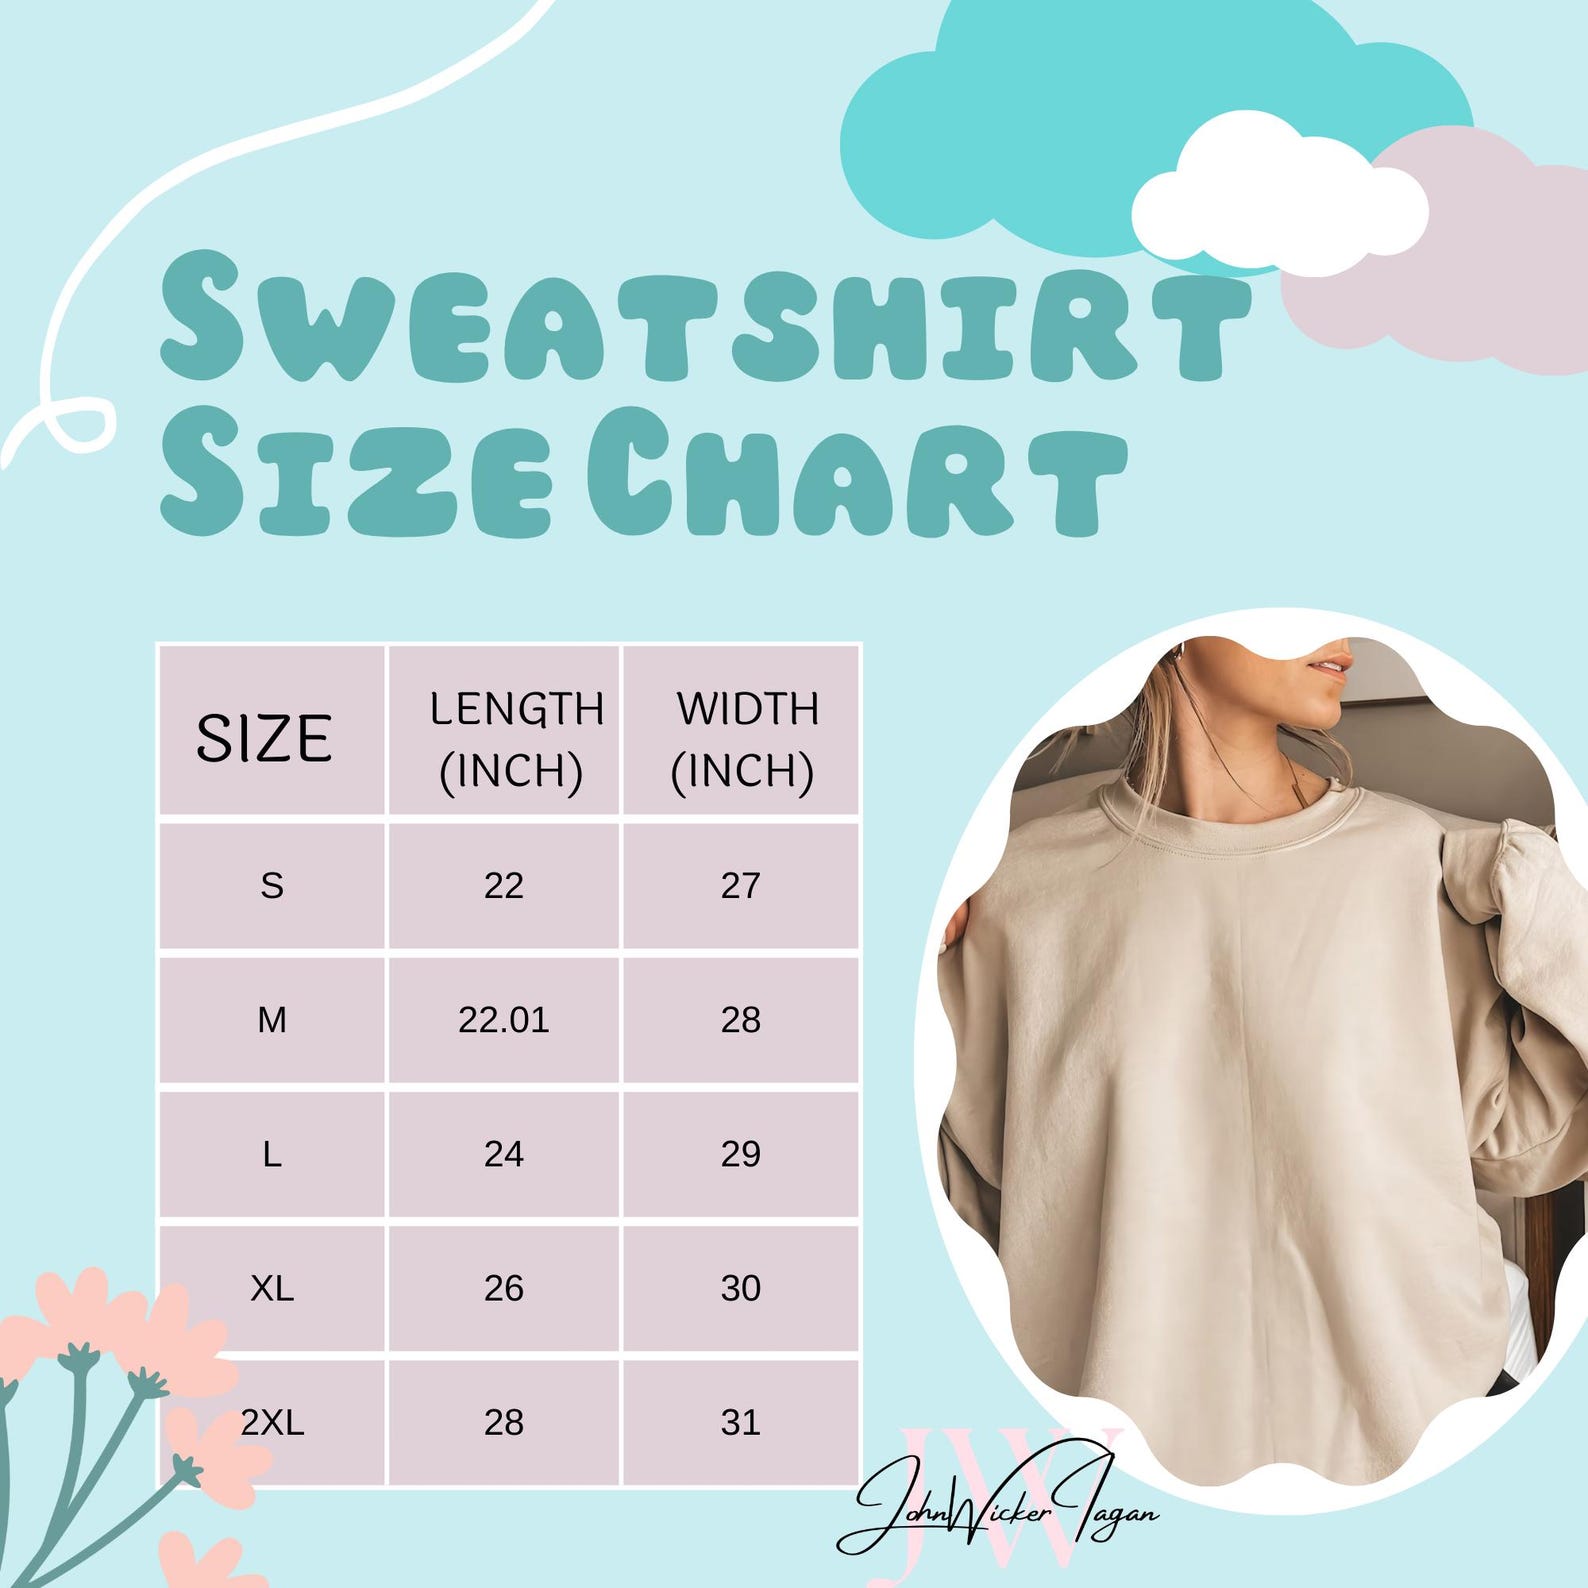 SWEATSHIRT
SIZE CHART
SIZE LENGTH (INCH) WIDTH (INCH)
S 22 27
M 22.01 28
L 24 29
XL 26 30
2XL 28 31
JW
JohnWicker Tagan